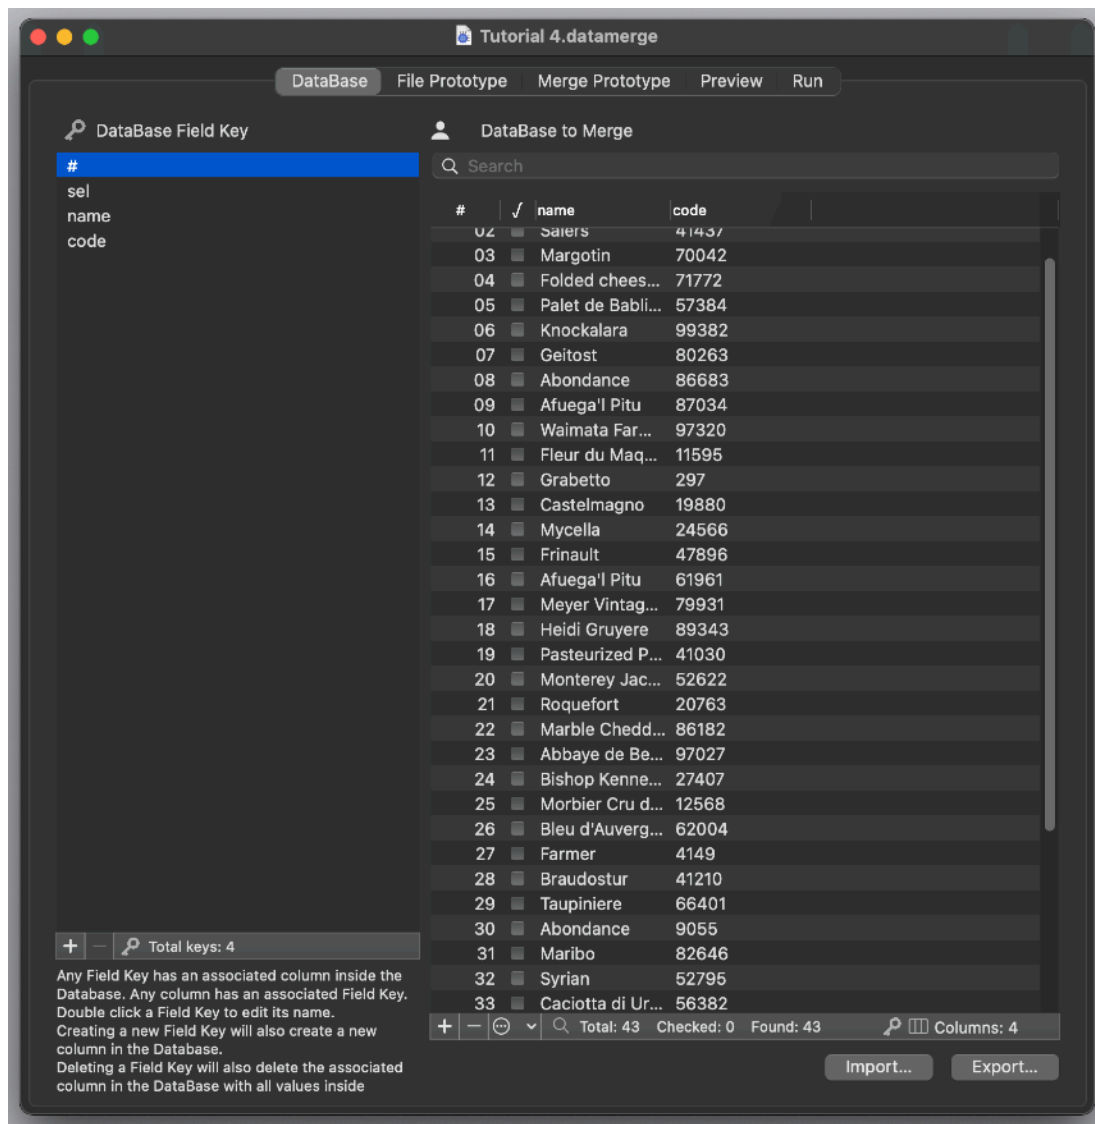 Tutorial 4.datamerge
DataBase File Prototype Merge Prototype Preview Run
DataBase Field Key
#
sel
name
code
Total keys: 4
Any Field Key has an associated column inside the
Database. Any column has an associated Field Key.
Double click a Field Key to edit its name.
Creating a new Field Key will also create a new
column in the Database.
Deleting a Field Key will also delete the associated
column in the DataBase with all values inside
DataBase to Merge
Search
# √ name code
02 Salers 41437
03 Margotin 70042
04 Folded chees... 71772
05 Palet de Babli... 57384
06 Knockalara 99382
07 Geitost 80263
08 Abondance 86683
09 Afuega'l Pitu 87034
10 Waimata Far... 97320
11 Fleur du Maq... 11595
12 Grabetto 297
13 Castelmagno 19880
14 Mycella 24566
15 Frinault 47896
16 Afuega'l Pitu 61961
17 Meyer Vintag... 79931
18 Heidi Gruyere 89343
19 Pasteurized P... 41030
20 Monterey Jac... 52622
21 Roquefort 20763
22 Marble Chedd... 86182
23 Abbaye de Be... 97027
24 Bishop Kenne... 27407
25 Morbier Cru d... 12568
26 Bleu d'Auverg... 62004
27 Farmer 4149
28 Braudostur 41210
29 Taupiniere 66401
30 Abondance 9055
31 Maribo 82646
32 Syrian 52795
33 Caciotta di Ur... 56382
Total: 43 Checked: 0 Found: 43 Columns: 4
Import... Export...